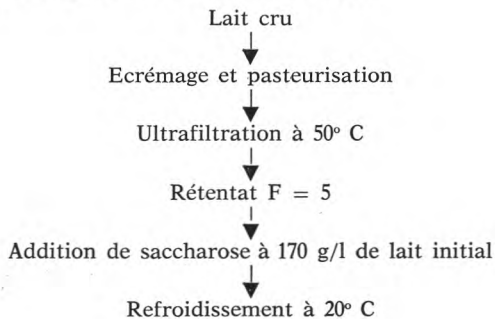 Lait cru
Ecrémage et pasteurisation
Ultrafiltration à 50° C
Rétentat F = 5
Addition de saccharose à 170 g/l de lait initial
Refroidissement à 20° C